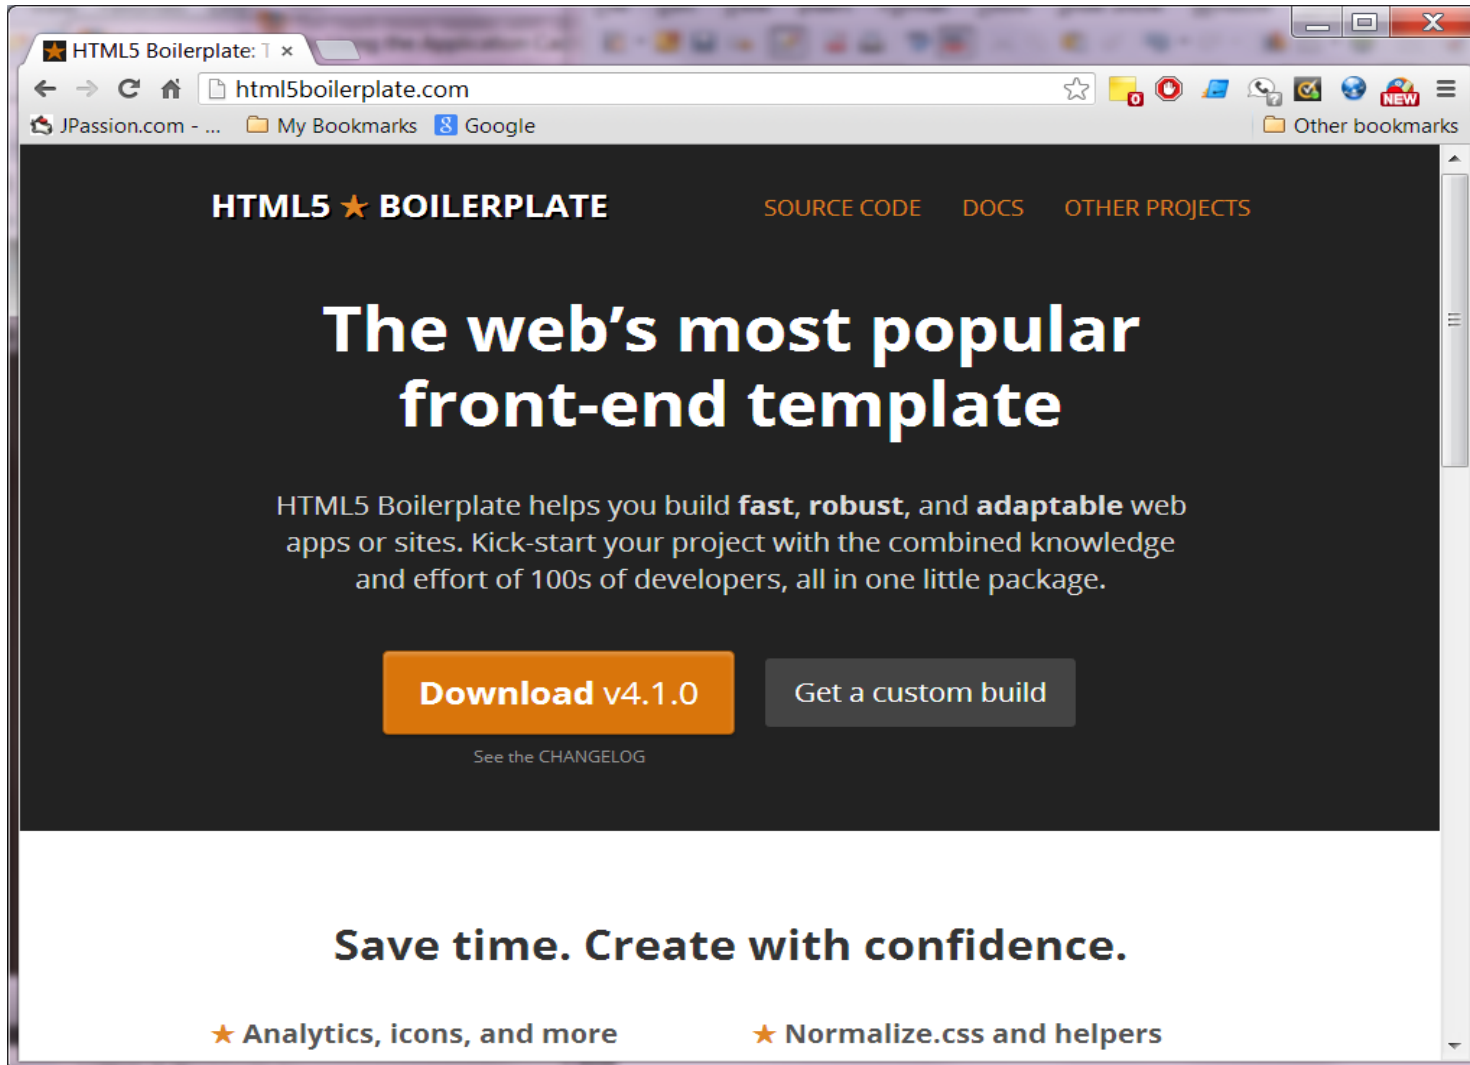 HTML5 Boilerplate: T
html5boilerplate.com
0
NEW
JPassion.com - ...
My Bookmarks
8 Google
Other bookmarks
HTML5 ★ BOILERPLATE
SOURCE CODE
DOCS
OTHER PROJECTS
The web’s most popular
front-end template
HTML5 Boilerplate helps you build fast, robust, and adaptable web
apps or sites. Kick-start your project with the combined knowledge
and effort of 100s of developers, all in one little package.
Download v4.1.0
Get a custom build
See the CHANGELOG
Save time. Create with confidence.
★ Analytics, icons, and more
★ Normalize.css and helpers